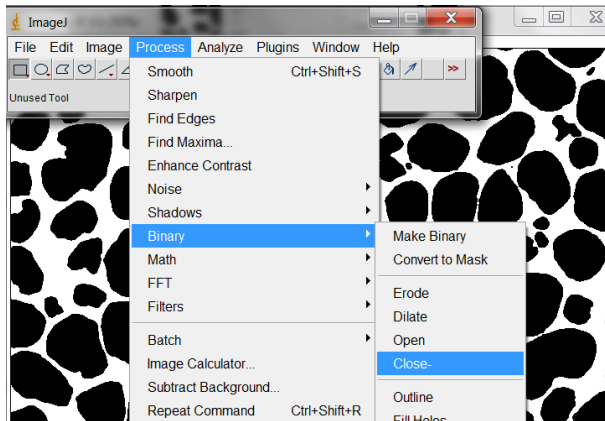 ImageJ
File Edit Image Process Analyze Plugins Window Help
>>
Unused Tool
Smooth Ctrl+Shift+S
Sharpen
Find Edges
Find Maxima...
Enhance Contrast
Noise
Shadows
Binary
Math
FFT
Filters
Batch
Image Calculator...
Subtract Background...
Repeat Command Ctrl+Shift+R
Make Binary
Convert to Mask
Erode
Dilate
Open
Close-
Outline
Fill Holes